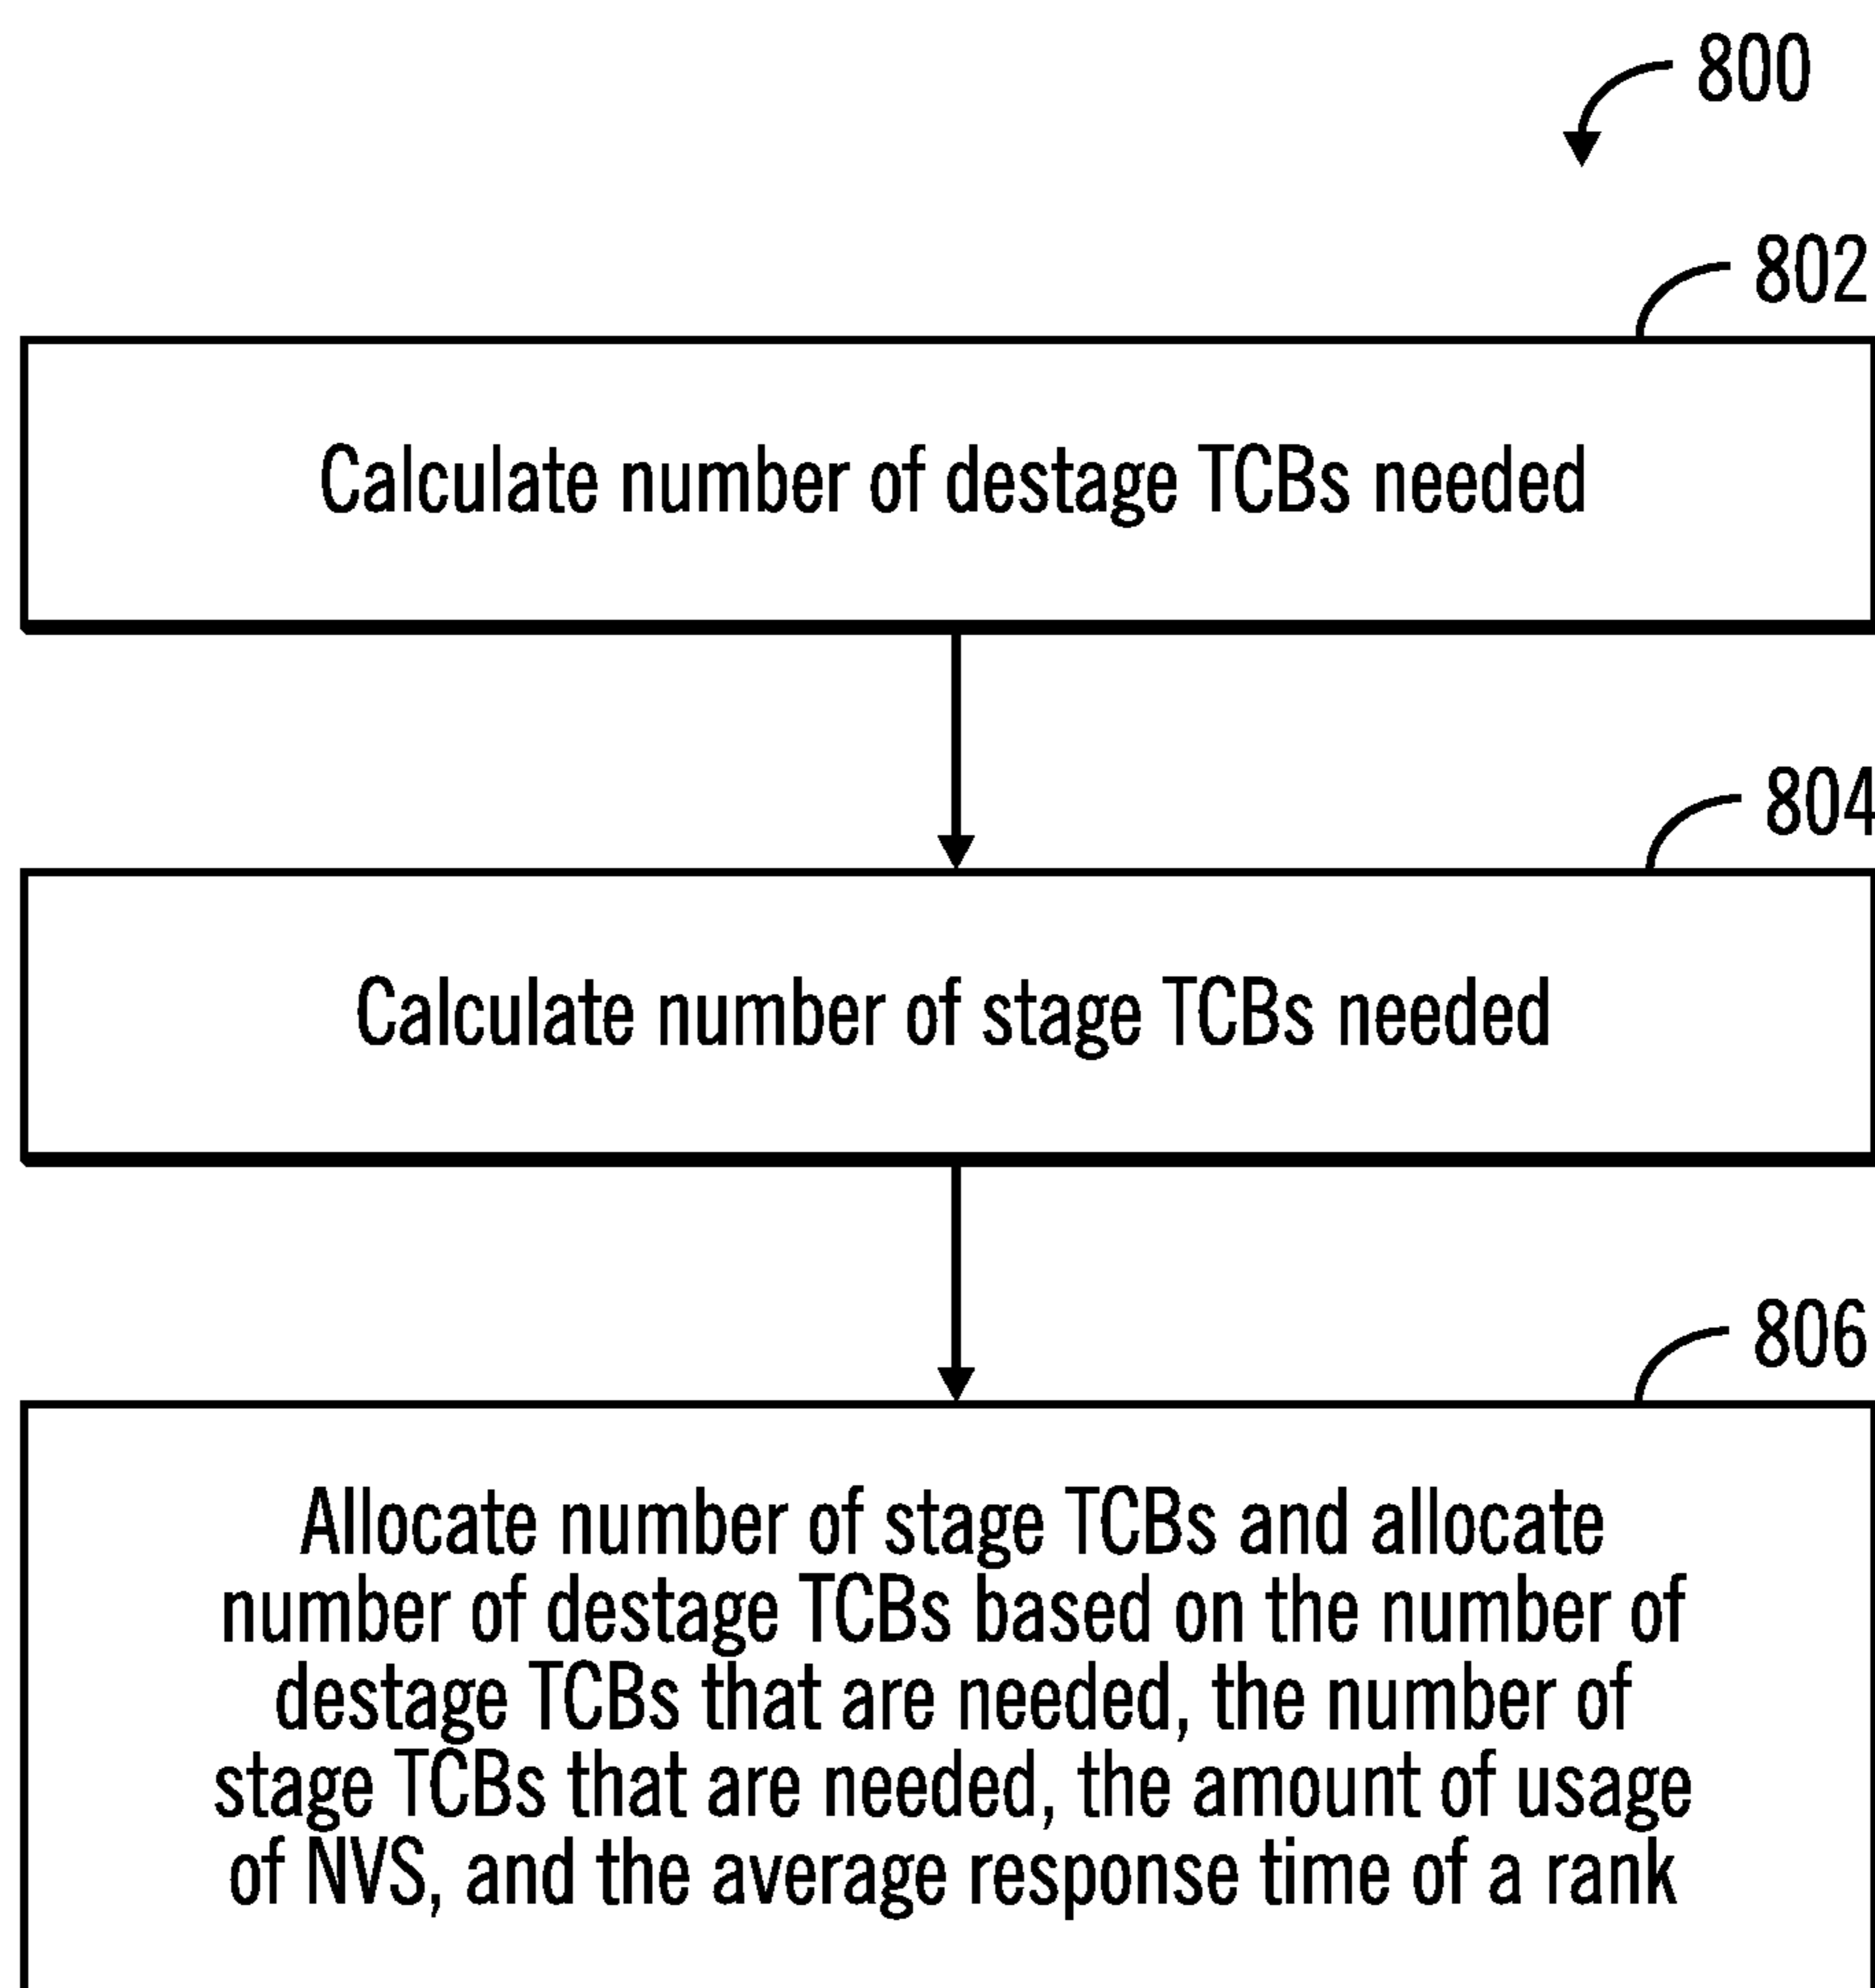 800
802
Calculate number of destage TCBs needed
804
Calculate number of stage TCBs needed
806
Allocate number of stage TCBs and allocate
number of destage TCBs based on the number of
destage TCBs that are needed, the number of
stage TCBs that are needed, the amount of usage
of NVS, and the average response time of a rank